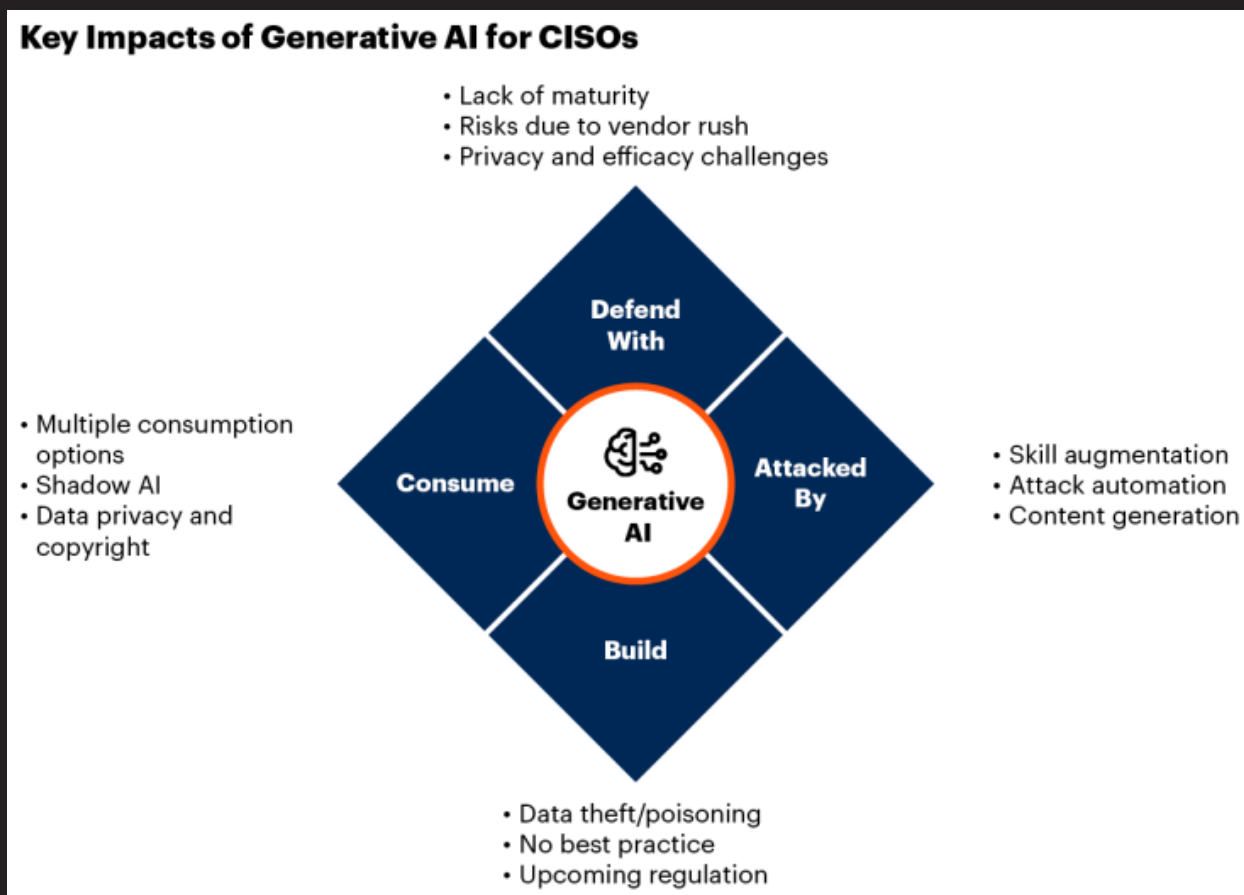 Key Impacts of Generative AI for CISOs
• Lack of maturity
• Risks due to vendor rush
• Privacy and efficacy challenges
Defend
With
• Multiple consumption
options
• Shadow AI
• Data privacy and
copyright
Consume
Generative
AI
Attacked
By
• Skill augmentation
• Attack automation
• Content generation
Build
• Data theft/poisoning
• No best practice
• Upcoming regulation